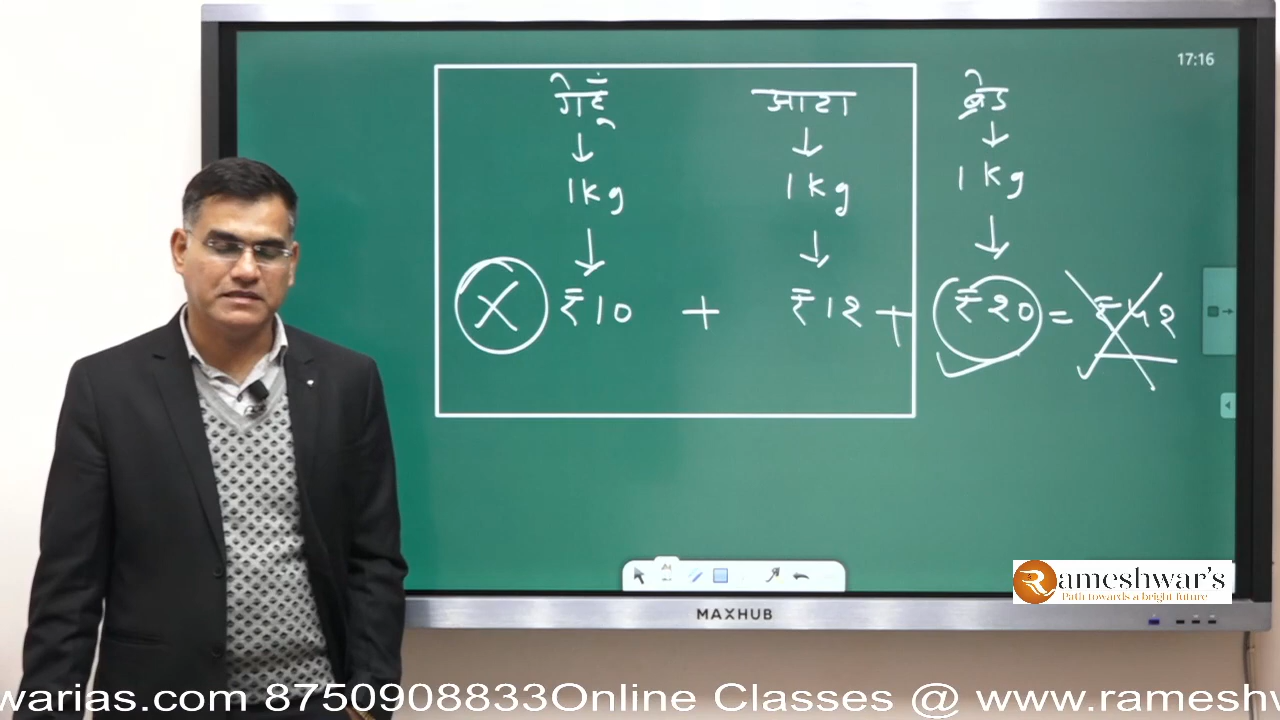 17:16
गेहूँ आटा ब्रेड
↓ ↓ ↓
1kg 1kg 1kg
↓ ↓ ↓
X ₹10 + ₹12 + ₹20 = ₹42
Rameshwar's
Path towards a bright future
MAXHUB
warias.com 8750908833Online Classes @ www.rameshw